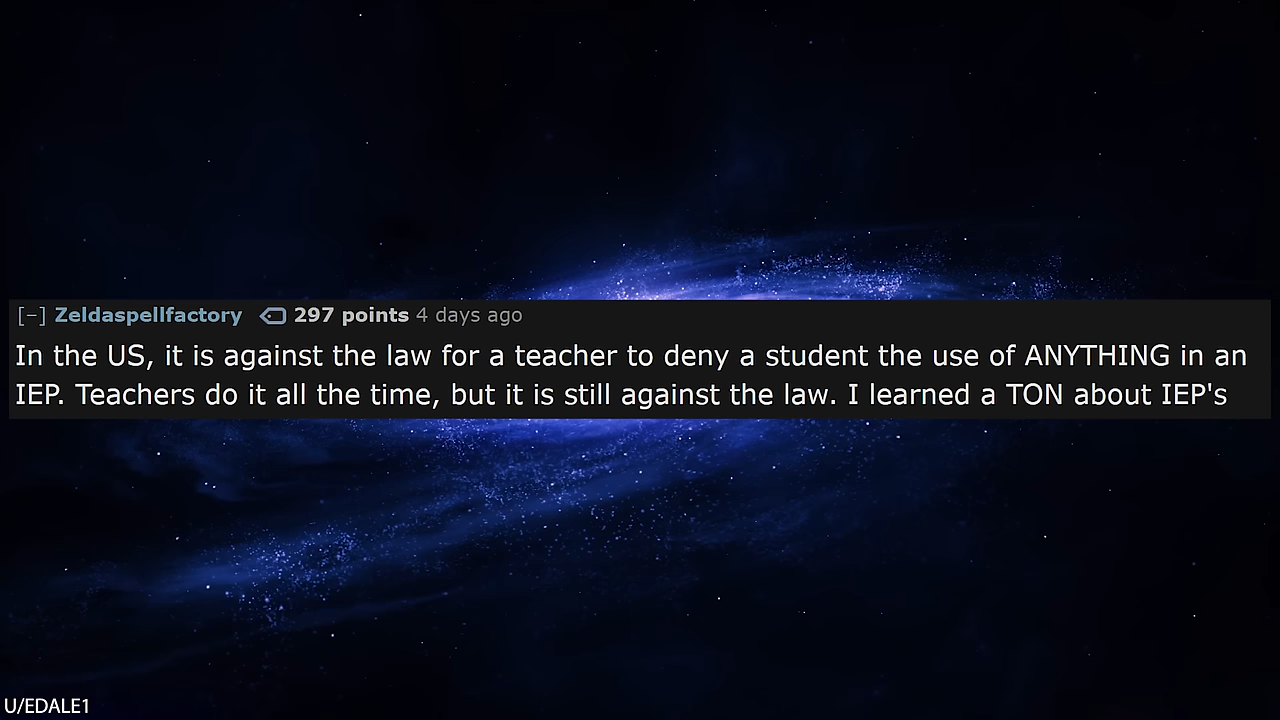 [-] Zeldaspellfactory 297 points 4 days ago
In the US, it is against the law for a teacher to deny a student the use of ANYTHING in an
IEP. Teachers do it all the time, but it is still against the law. I learned a TON about IEP's
U/EDALE1